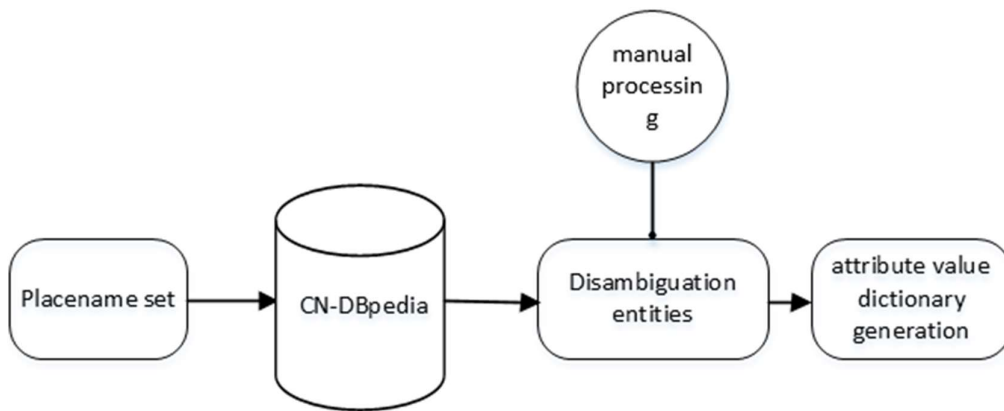 manual
processin
g
Placename set
CN-DBpedia
Disambiguation
entities
attribute value
dictionary
generation